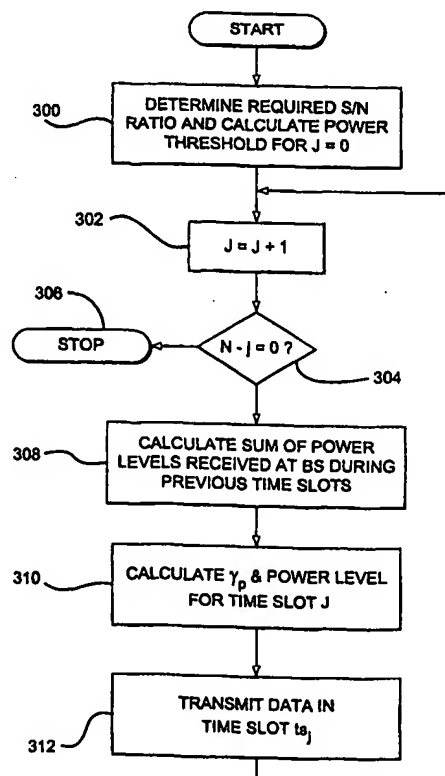 START
300
DETERMINE REQUIRED S/N
RATIO AND CALCULATE POWER
THRESHOLD FOR J = 0
302
J = J + 1
306
STOP
N - j = 0 ?
304
308
CALCULATE SUM OF POWER
LEVELS RECEIVED AT BS DURING
PREVIOUS TIME SLOTS
310
CALCULATE γp & POWER LEVEL
FOR TIME SLOT J
312
TRANSMIT DATA IN
TIME SLOT tsj